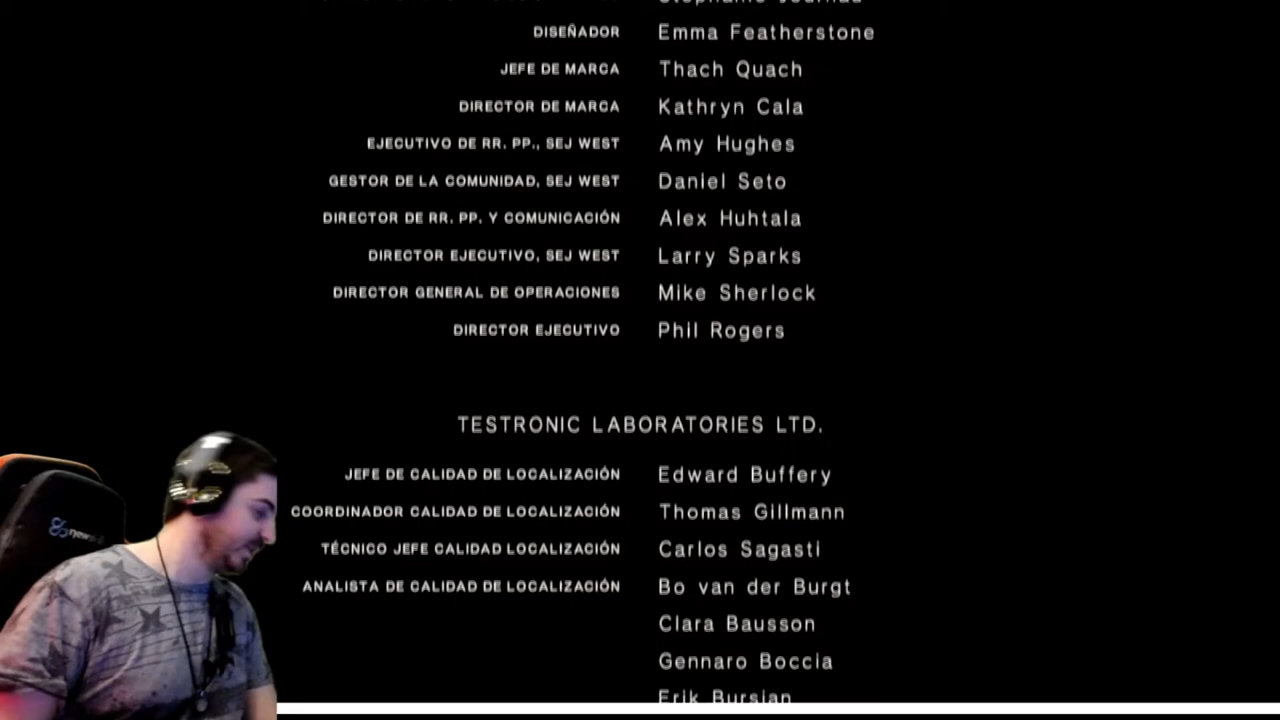 DISEÑADOR Emma Featherstone
JEFE DE MARCA Thach Quach
DIRECTOR DE MARCA Kathryn Cala
EJECUTIVO DE RR. PP., SEJ WEST Amy Hughes
GESTOR DE LA COMUNIDAD, SEJ WEST Daniel Seto
DIRECTOR DE RR. PP. Y COMUNICACIÓN Alex Huhtala
DIRECTOR EJECUTIVO, SEJ WEST Larry Sparks
DIRECTOR GENERAL DE OPERACIONES Mike Sherlock
DIRECTOR EJECUTIVO Phil Rogers
TESTRONIC LABORATORIES LTD.
JEFE DE CALIDAD DE LOCALIZACIÓN Edward Buffery
COORDINADOR CALIDAD DE LOCALIZACIÓN Thomas Gillmann
TÉCNICO JEFE CALIDAD LOCALIZACIÓN Carlos Sagasti
ANALISTA DE CALIDAD DE LOCALIZACIÓN Bo van der Burgt
Clara Bausson
Gennaro Boccia
Erik Bursian